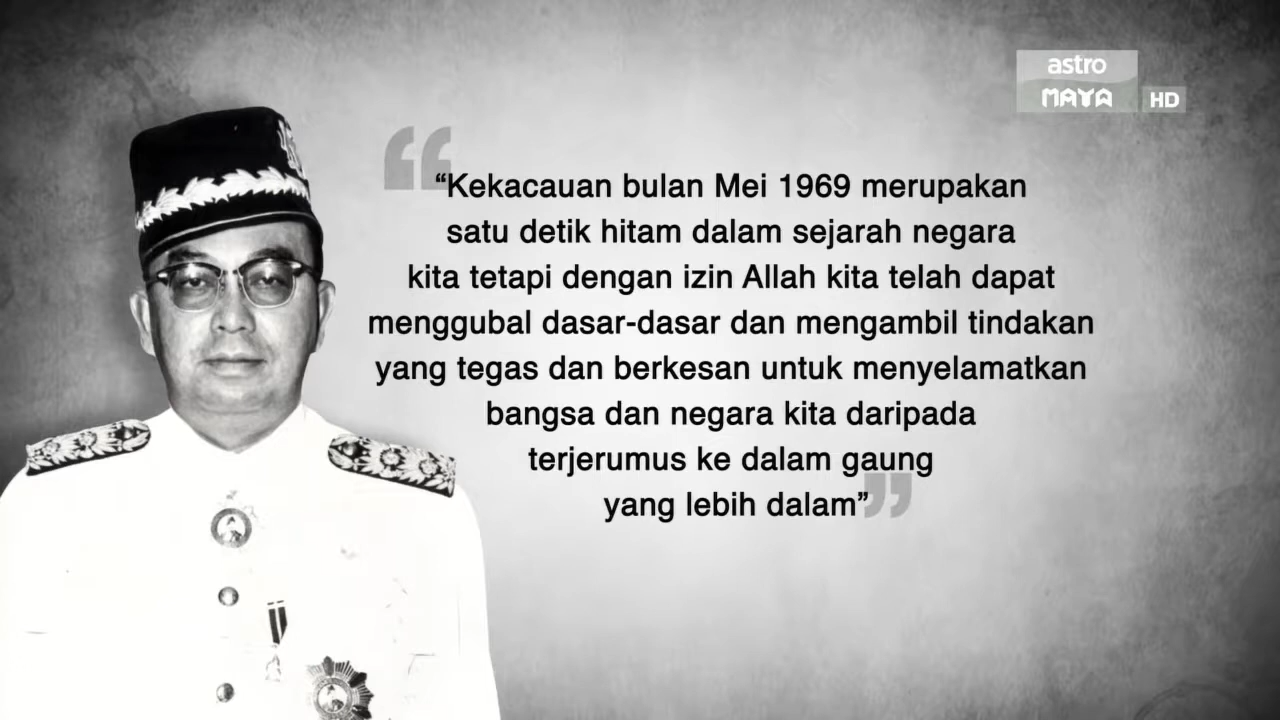 astro
MAYA HD
“Kekacauan bulan Mei 1969 merupakan
satu detik hitam dalam sejarah negara
kita tetapi dengan izin Allah kita telah dapat
menggubal dasar-dasar dan mengambil tindakan
yang tegas dan berkesan untuk menyelamatkan
bangsa dan negara kita daripada
terjerumus ke dalam gaung
yang lebih dalam”